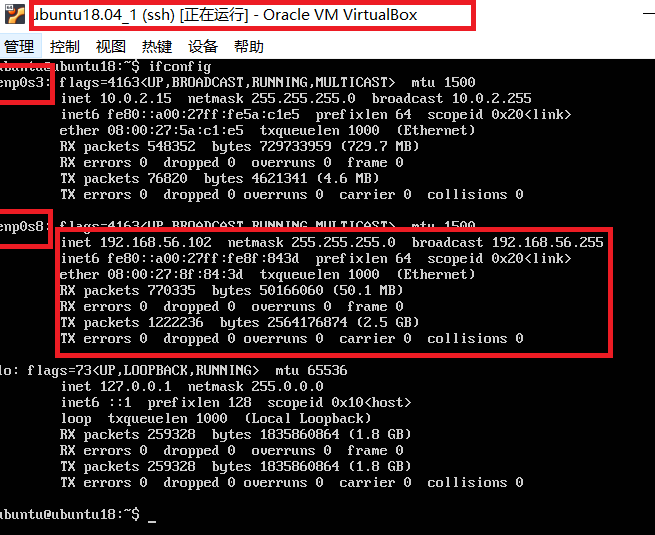 ubuntu18.04_1 (ssh) [正在运行] - Oracle VM VirtualBox
管理 控制 视图 热键 设备 帮助
ubuntu@ubuntu18:~$ ifconfig
enp0s3: flags=4163<UP,BROADCAST,RUNNING,MULTICAST>  mtu 1500
inet 10.0.2.15  netmask 255.255.255.0  broadcast 10.0.2.255
inet6 fe80::a00:27ff:fe5a:c1e5  prefixlen 64  scopeid 0x20<link>
ether 08:00:27:5a:c1:e5  txqueuelen 1000  (Ethernet)
RX packets 548352  bytes 729733959 (729.7 MB)
RX errors 0  dropped 0  overruns 0  frame 0
TX packets 76820  bytes 4621341 (4.6 MB)
TX errors 0  dropped 0 overruns 0  carrier 0  collisions 0
enp0s8: flags=4163<UP,BROADCAST,RUNNING,MULTICAST>  mtu 1500
inet 192.168.56.102  netmask 255.255.255.0  broadcast 192.168.56.255
inet6 fe80::a00:27ff:fe8f:843d  prefixlen 64  scopeid 0x20<link>
ether 08:00:27:8f:84:3d  txqueuelen 1000  (Ethernet)
RX packets 770335  bytes 50166060 (50.1 MB)
RX errors 0  dropped 0  overruns 0  frame 0
TX packets 1222236  bytes 2564176874 (2.5 GB)
TX errors 0  dropped 0 overruns 0  carrier 0  collisions 0
lo: flags=73<UP,LOOPBACK,RUNNING>  mtu 65536
inet 127.0.0.1  netmask 255.0.0.0
inet6 ::1  prefixlen 128  scopeid 0x10<host>
loop  txqueuelen 1000  (Local Loopback)
RX packets 259328  bytes 1835860864 (1.8 GB)
RX errors 0  dropped 0  overruns 0  frame 0
TX packets 259328  bytes 1835860864 (1.8 GB)
TX errors 0  dropped 0 overruns 0  carrier 0  collisions 0
ubuntu@ubuntu18:~$ _